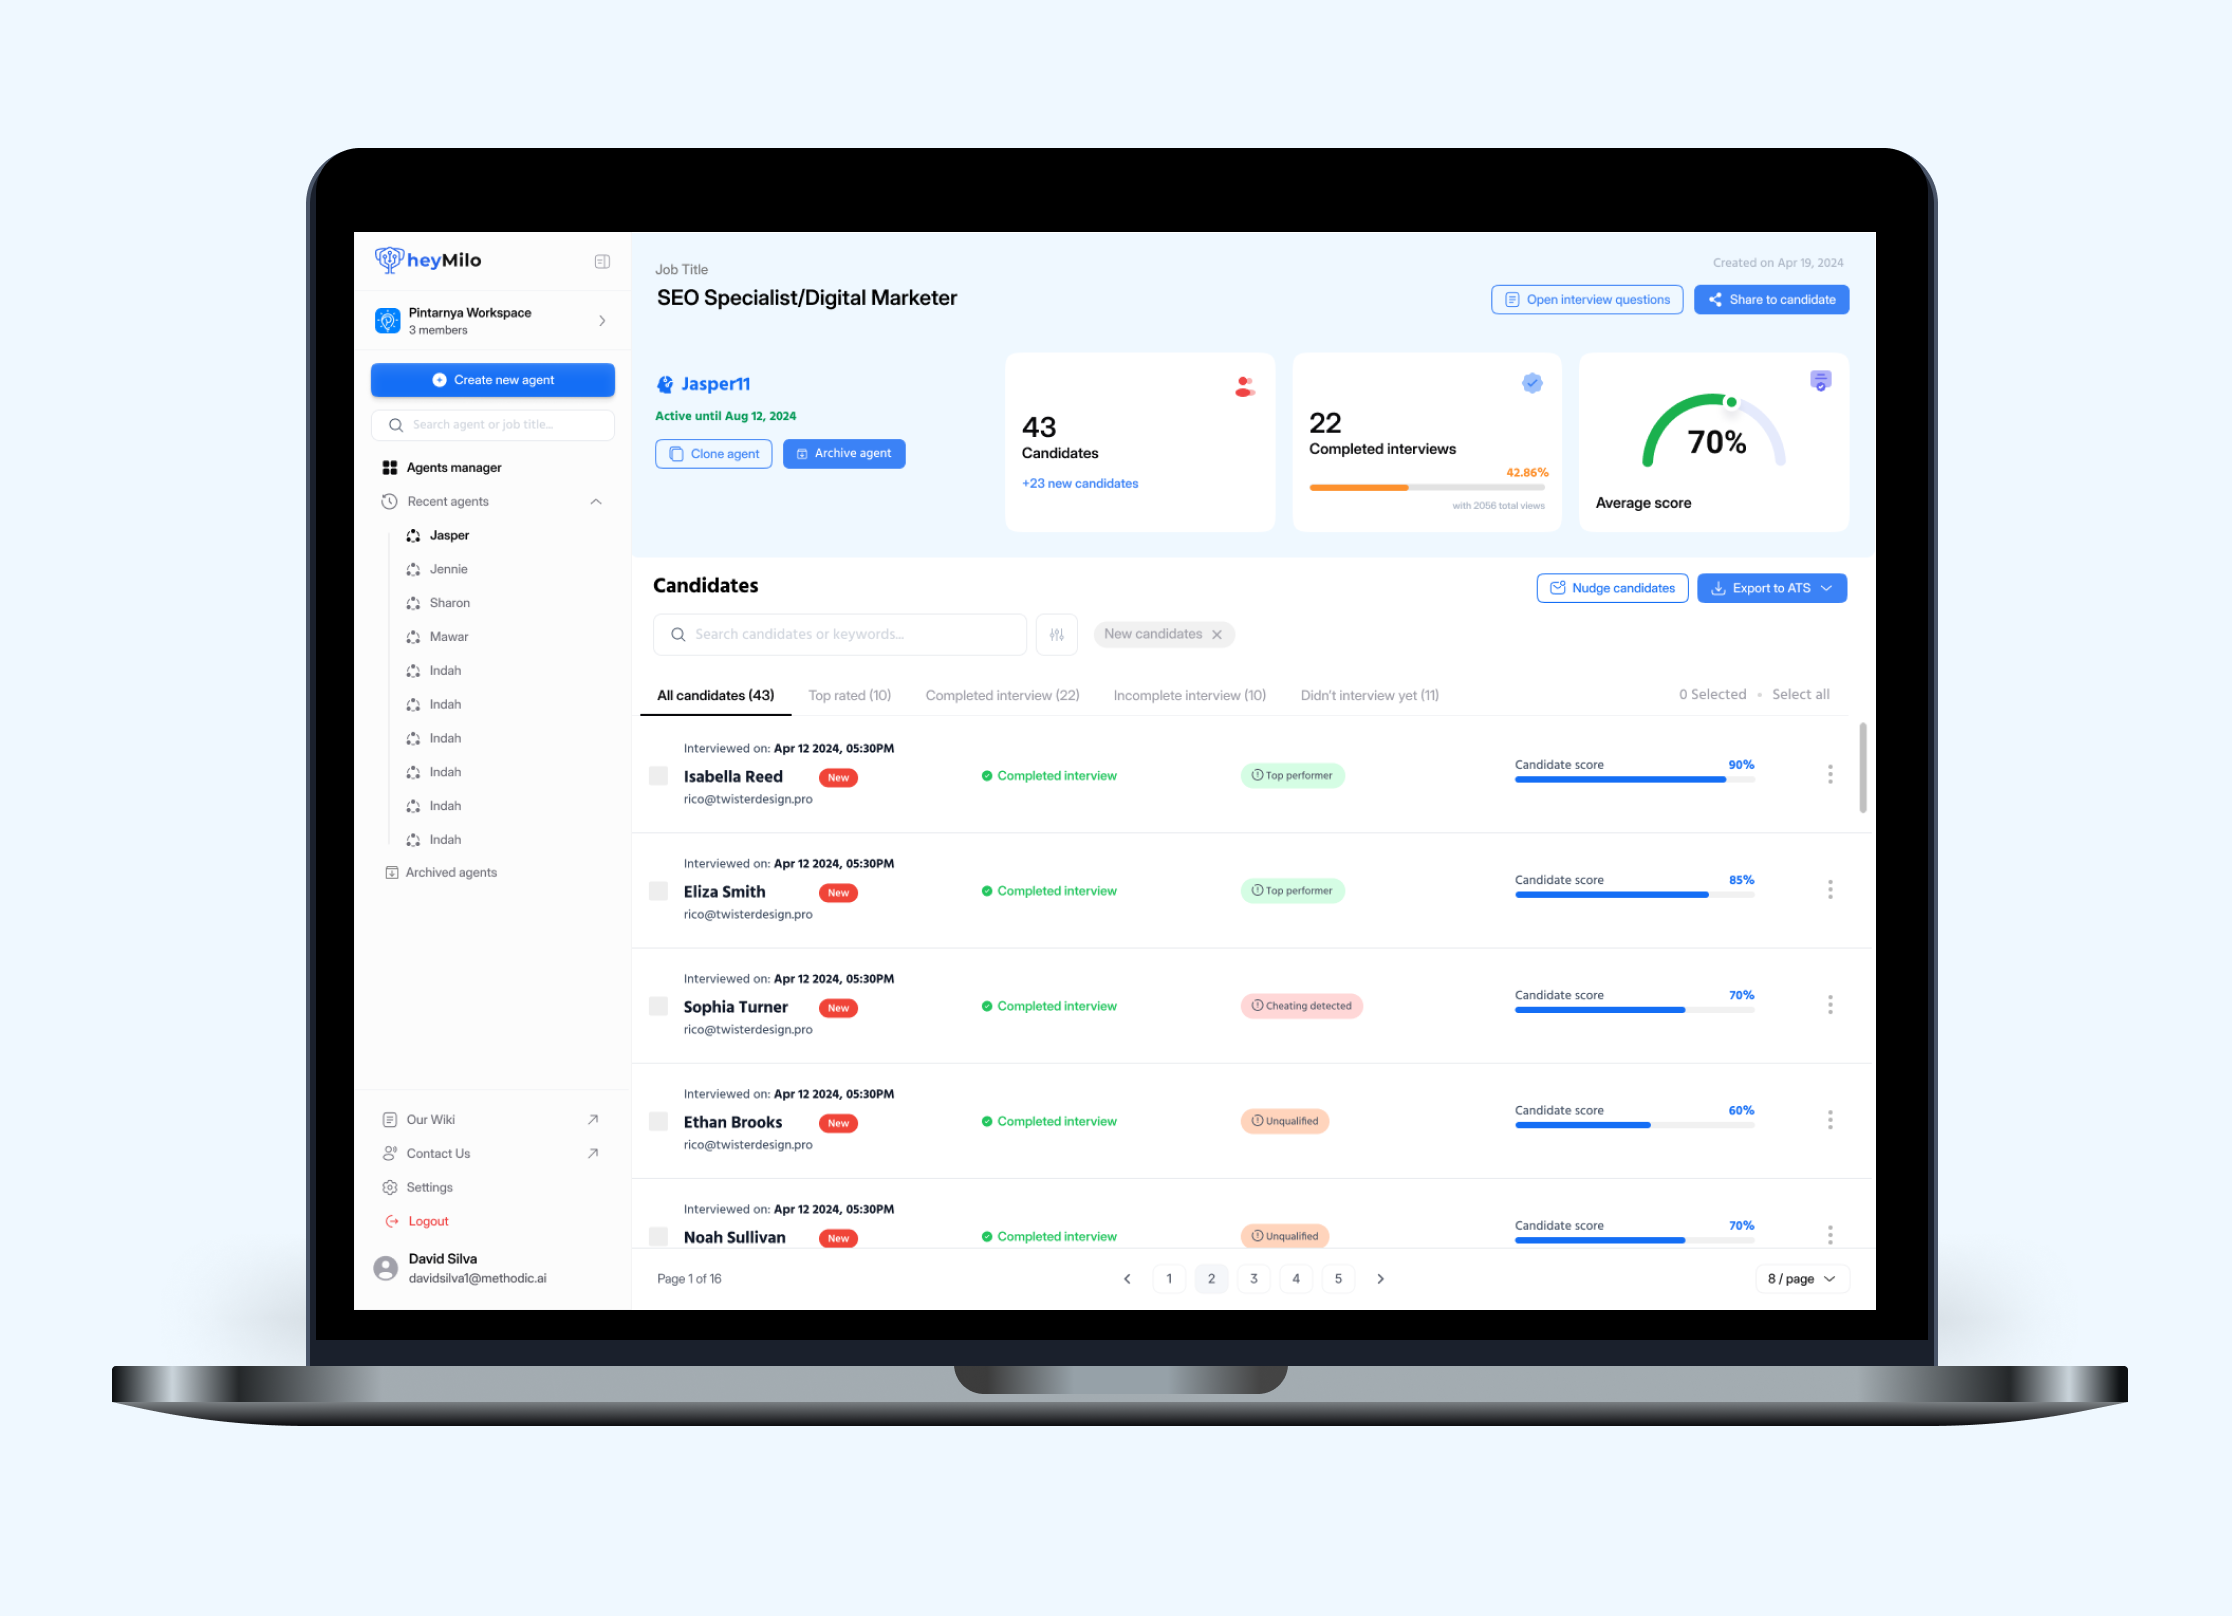 heyMilo
Pintarnya Workspace
3 members
Create new agent
Search agent or job title...
Agents manager
Recent agents
Jasper
Jennie
Sharon
Mawar
Indah
Indah
Indah
Indah
Indah
Indah
Archived agents
Our Wiki
Contact Us
Settings
Logout
David Silva
davidsilva1@methodic.ai
Job Title
SEO Specialist/Digital Marketer
Created on Apr 19, 2024
Open interview questions
Share to candidate
Jasper11
Active until Aug 12, 2024
Clone agent
Archive agent
43
Candidates
+23 new candidates
22
Completed interviews
42.86%
with 2056 total views
70%
Average score
Candidates
Nudge candidates
Export to ATS
Search candidates or keywords...
New candidates
All candidates (43)
Top rated (10)
Completed interview (22)
Incomplete interview (10)
Didn't interview yet (11)
0 Selected • Select all
Interviewed on: Apr 12 2024, 05:30PM
Isabella Reed New
rico@twisterdesign.pro
Completed interview
Top performer
Candidate score 90%
Interviewed on: Apr 12 2024, 05:30PM
Eliza Smith New
rico@twisterdesign.pro
Completed interview
Top performer
Candidate score 85%
Interviewed on: Apr 12 2024, 05:30PM
Sophia Turner New
rico@twisterdesign.pro
Completed interview
Cheating detected
Candidate score 70%
Interviewed on: Apr 12 2024, 05:30PM
Ethan Brooks New
rico@twisterdesign.pro
Completed interview
Unqualified
Candidate score 60%
Interviewed on: Apr 12 2024, 05:30PM
Noah Sullivan New
Completed interview
Unqualified
Candidate score 70%
Page 1 of 16
1 2 3 4 5
8 / page